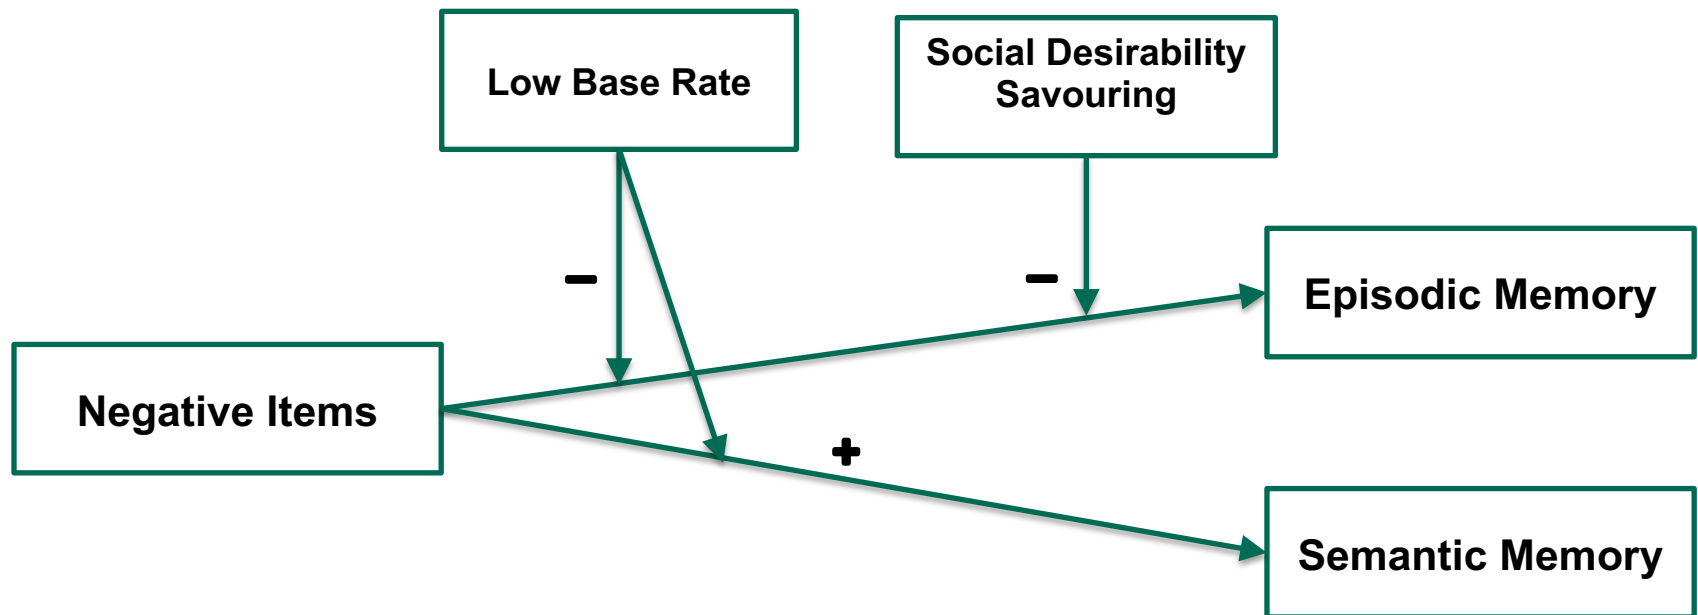 Low Base Rate
Social Desirability
Savouring
–
–
Episodic Memory
Negative Items
+
Semantic Memory